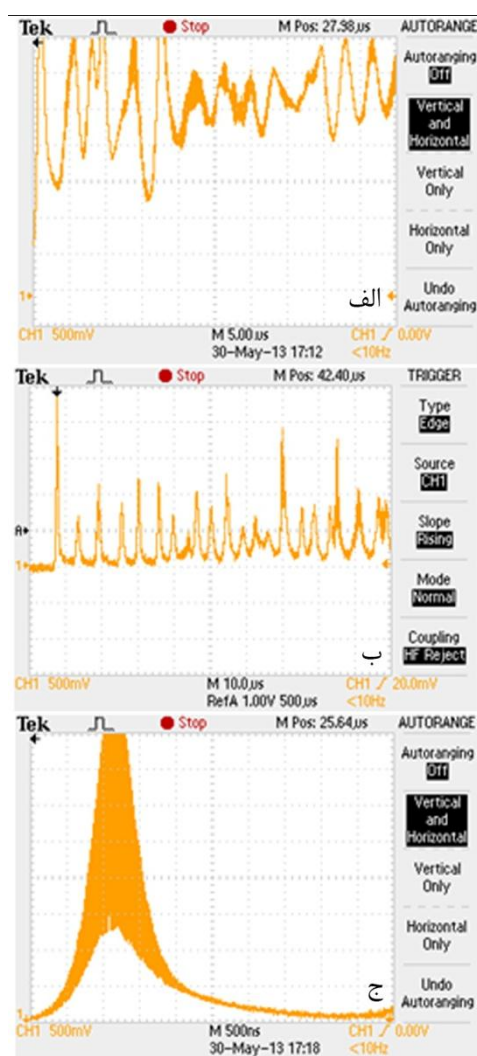 Tek Stop M Pos: 27.98µs AUTORANGE
Autoranging
Off
Vertical
and
Horizontal
Vertical
Only
Horizontal
Only
Undo
Autoranging
1
الف
CH1 500mV M 5.00µs CH1 0.00V
30-May-13 17:12 <10Hz
Tek Stop M Pos: 42.40µs TRIGGER
Type
Edge
Source
CH1
Slope
Rising
Mode
Normal
Coupling
HF Reject
R
1
ب
CH1 500mV M 10.0µs CH1 20.0mV
RefA 1.00V 500µs <10Hz
Tek Stop M Pos: 25.64µs AUTORANGE
Autoranging
Off
Vertical
and
Horizontal
Vertical
Only
Horizontal
Only
Undo
Autoranging
1
ج
CH1 500mV M 500ns CH1 0.00V
30-May-13 17:18 <10Hz